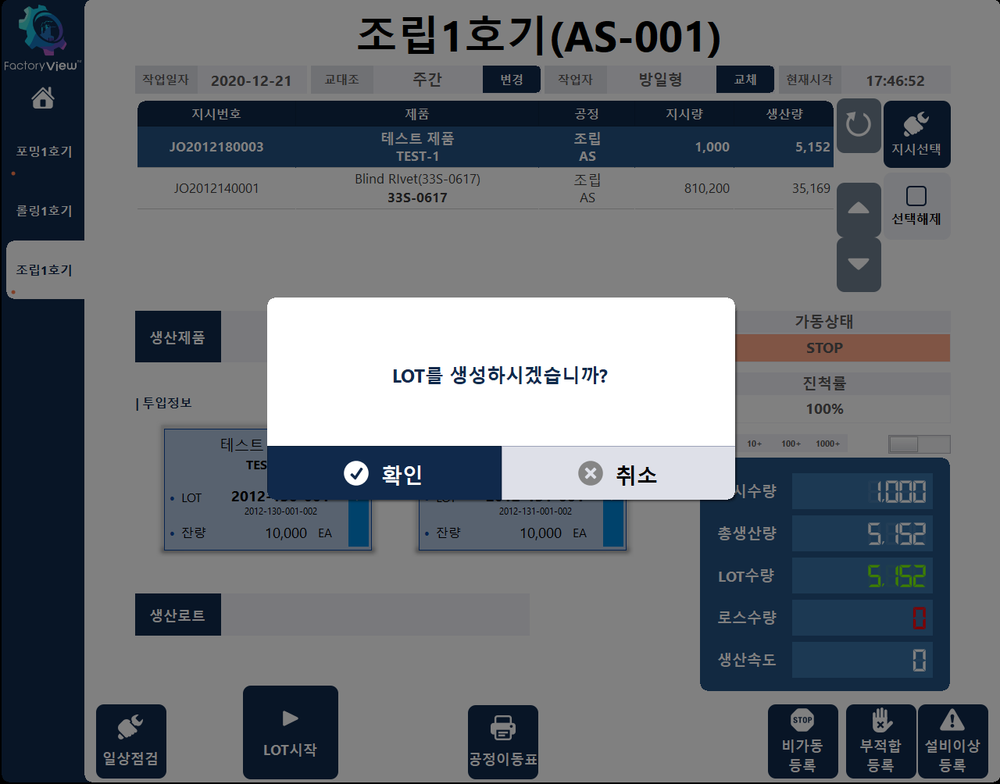 조립1호기(AS-001)
FactoryView™
작업일자 2020-12-21 교대조 주간 변경 작업자 방일형 교체 현재시각 17:46:52
지시번호 제품 공정 지시량 생산량
JO2012180003 테스트 제품 조립 1,000 5,152
TEST-1 AS
JO2012140001 Blind RIvet(33S-0617) 조립 810,200 35,169
33S-0617 AS
지시선택
선택해제
포밍1호기
롤링1호기
조립1호기
생산제품
가동상태
STOP
진척률
100%
| 투입정보
10+ 100+ 1000+
LOT를 생성하시겠습니까?
확인 취소
테스트
TES
• LOT
2012-130-001-002
• 잔량 10,000 EA
2012-131-001-002
• 잔량 10,000 EA
시수량 1,000
총생산량 5,152
LOT수량 5,152
로스수량 0
생산속도 0
생산로트
일상점검
LOT시작
공정이동표
STOP
비가동
등록
부적합
등록
설비이상
등록